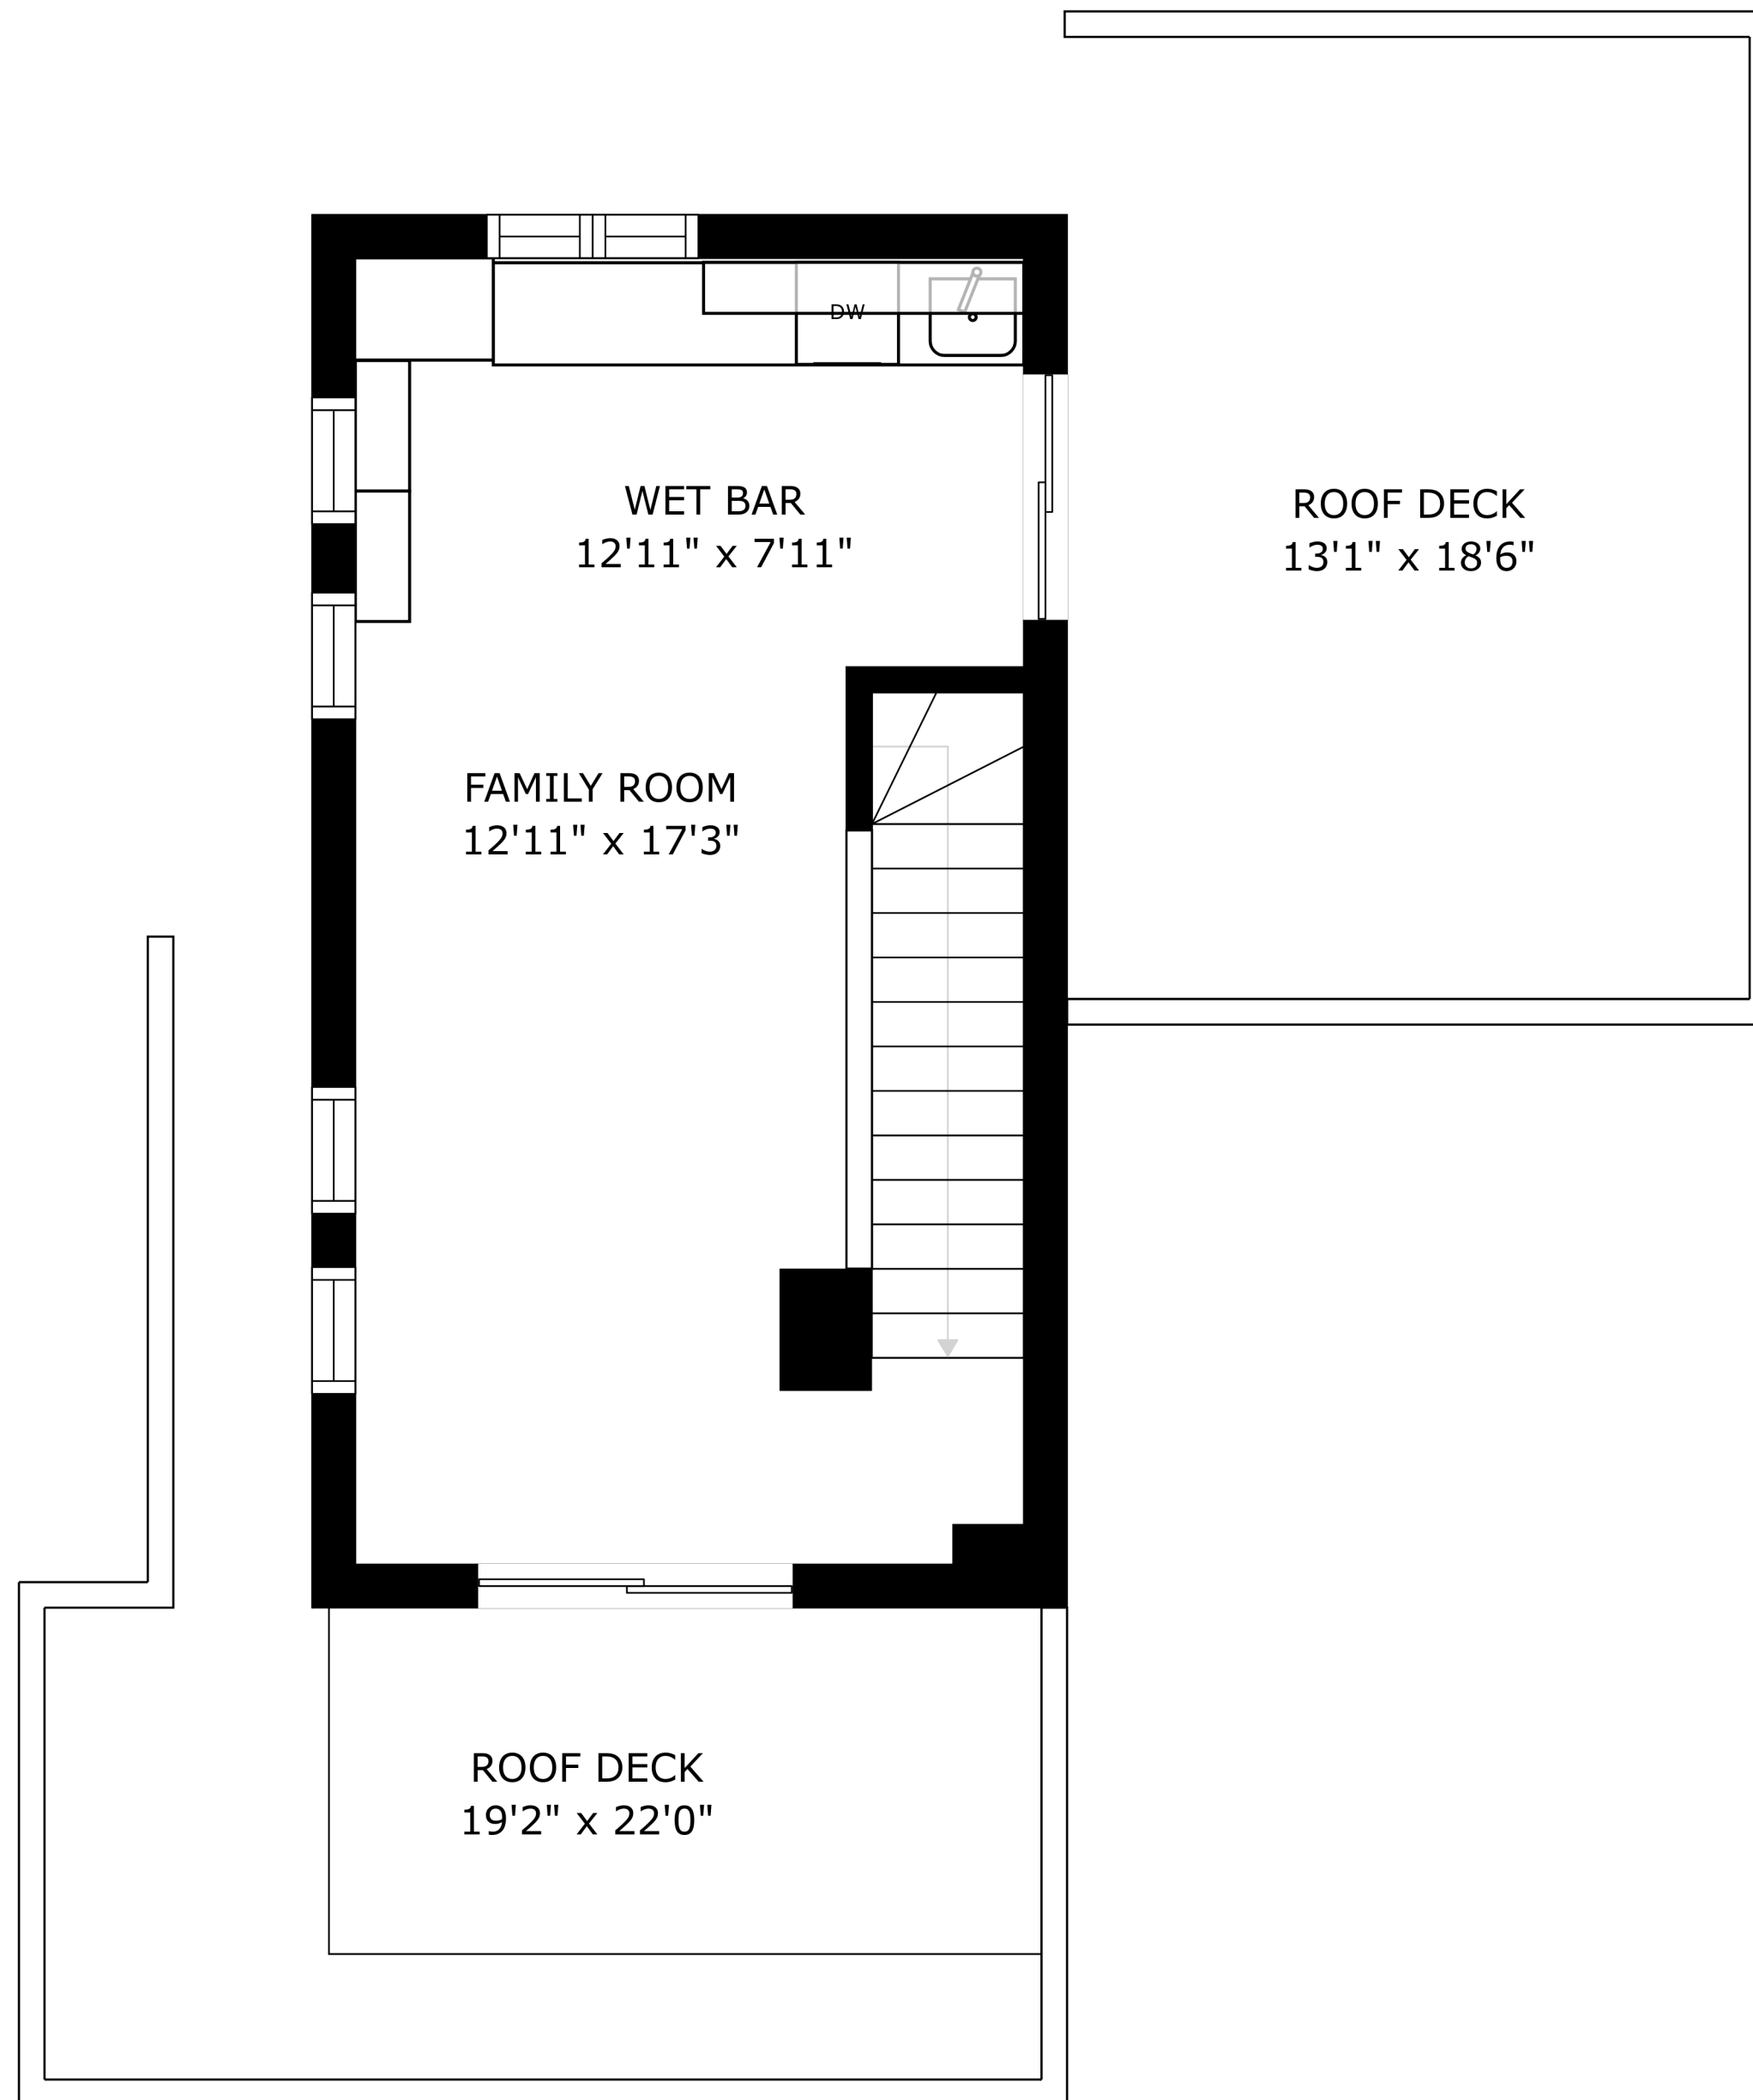 DW
WET BAR
12'11" x 7'11"
ROOF DECK
13'1" x 18'6"
FAMILY ROOM
12'11" x 17'3"
ROOF DECK
19'2" x 22'0"